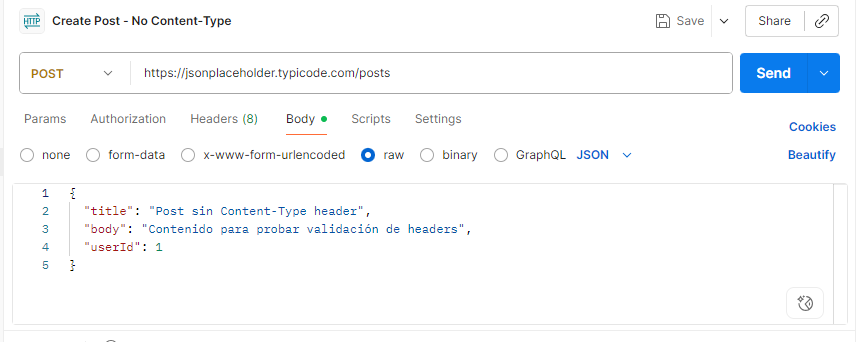 HTTP Create Post - No Content-Type Save Share
POST https://jsonplaceholder.typicode.com/posts Send
Params Authorization Headers (8) Body Scripts Settings Cookies
none form-data x-www-form-urlencoded raw binary GraphQL JSON Beautify
1 {
2 "title": "Post sin Content-Type header",
3 "body": "Contenido para probar validación de headers",
4 "userId": 1
5 }